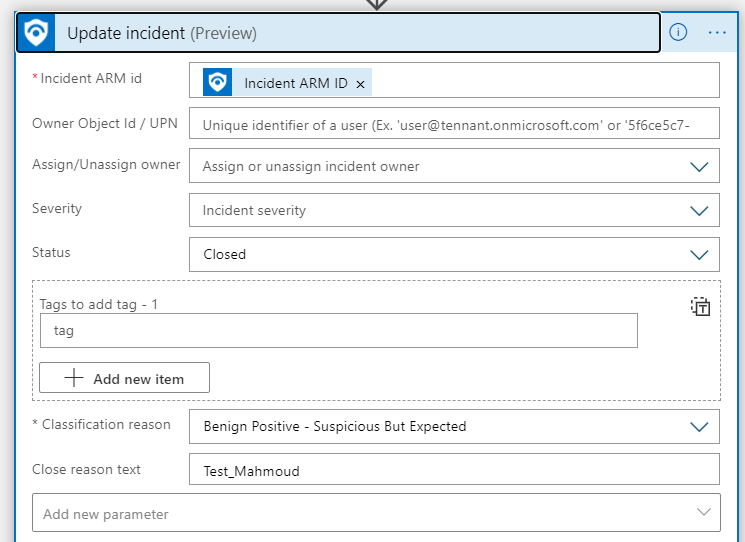 Update incident (Preview)
* Incident ARM id
Incident ARM ID ×
Owner Object Id / UPN
Unique identifier of a user (Ex. 'user@tennant.onmicrosoft.com' or '5f6ce5c7-
Assign/Unassign owner
Assign or unassign incident owner
Severity
Incident severity
Status
Closed
Tags to add tag - 1
tag
Add new item
* Classification reason
Benign Positive - Suspicious But Expected
Close reason text
Test_Mahmoud
Add new parameter